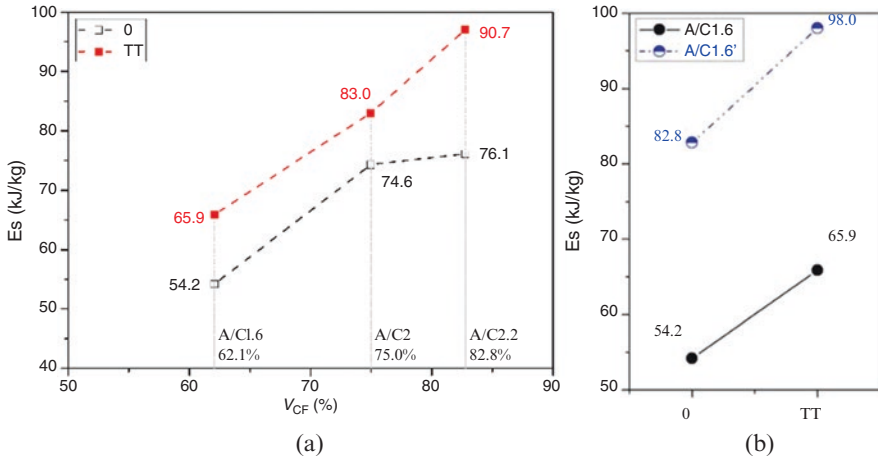 100
0
TT
90
80
70
60
50
40
Es (kJ/kg)
90.7
83.0
65.9
76.1
74.6
54.2
A/Cl.6
62.1%
A/C2
75.0%
A/C2.2
82.8%
50
60
70
80
90
VCF (%)
(a)
100
90
80
70
60
50
Es (kJ/kg)
A/C1.6
A/C1.6'
98.0
82.8
65.9
54.2
0
TT
(b)